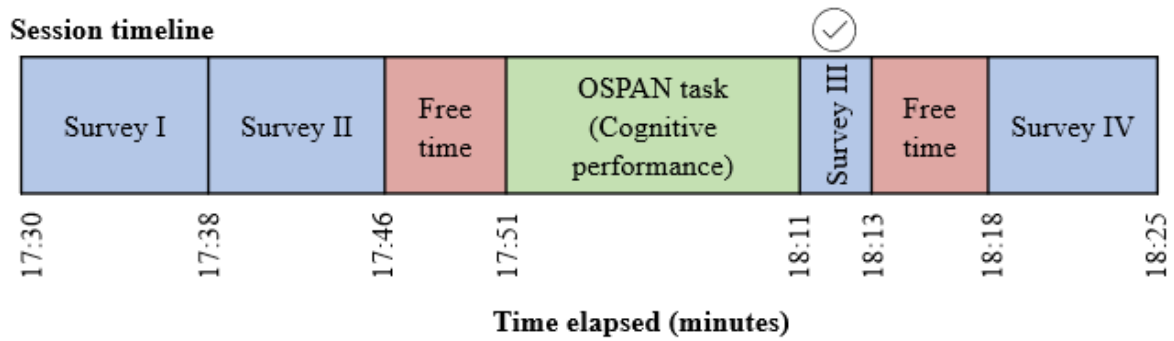 Session timeline
Survey I
Survey II
Free
time
OSPAN task
(Cognitive
performance)
Survey III
Free
time
Survey IV
17:30
17:38
17:46
17:51
18:11
18:13
18:18
18:25
Time elapsed (minutes)